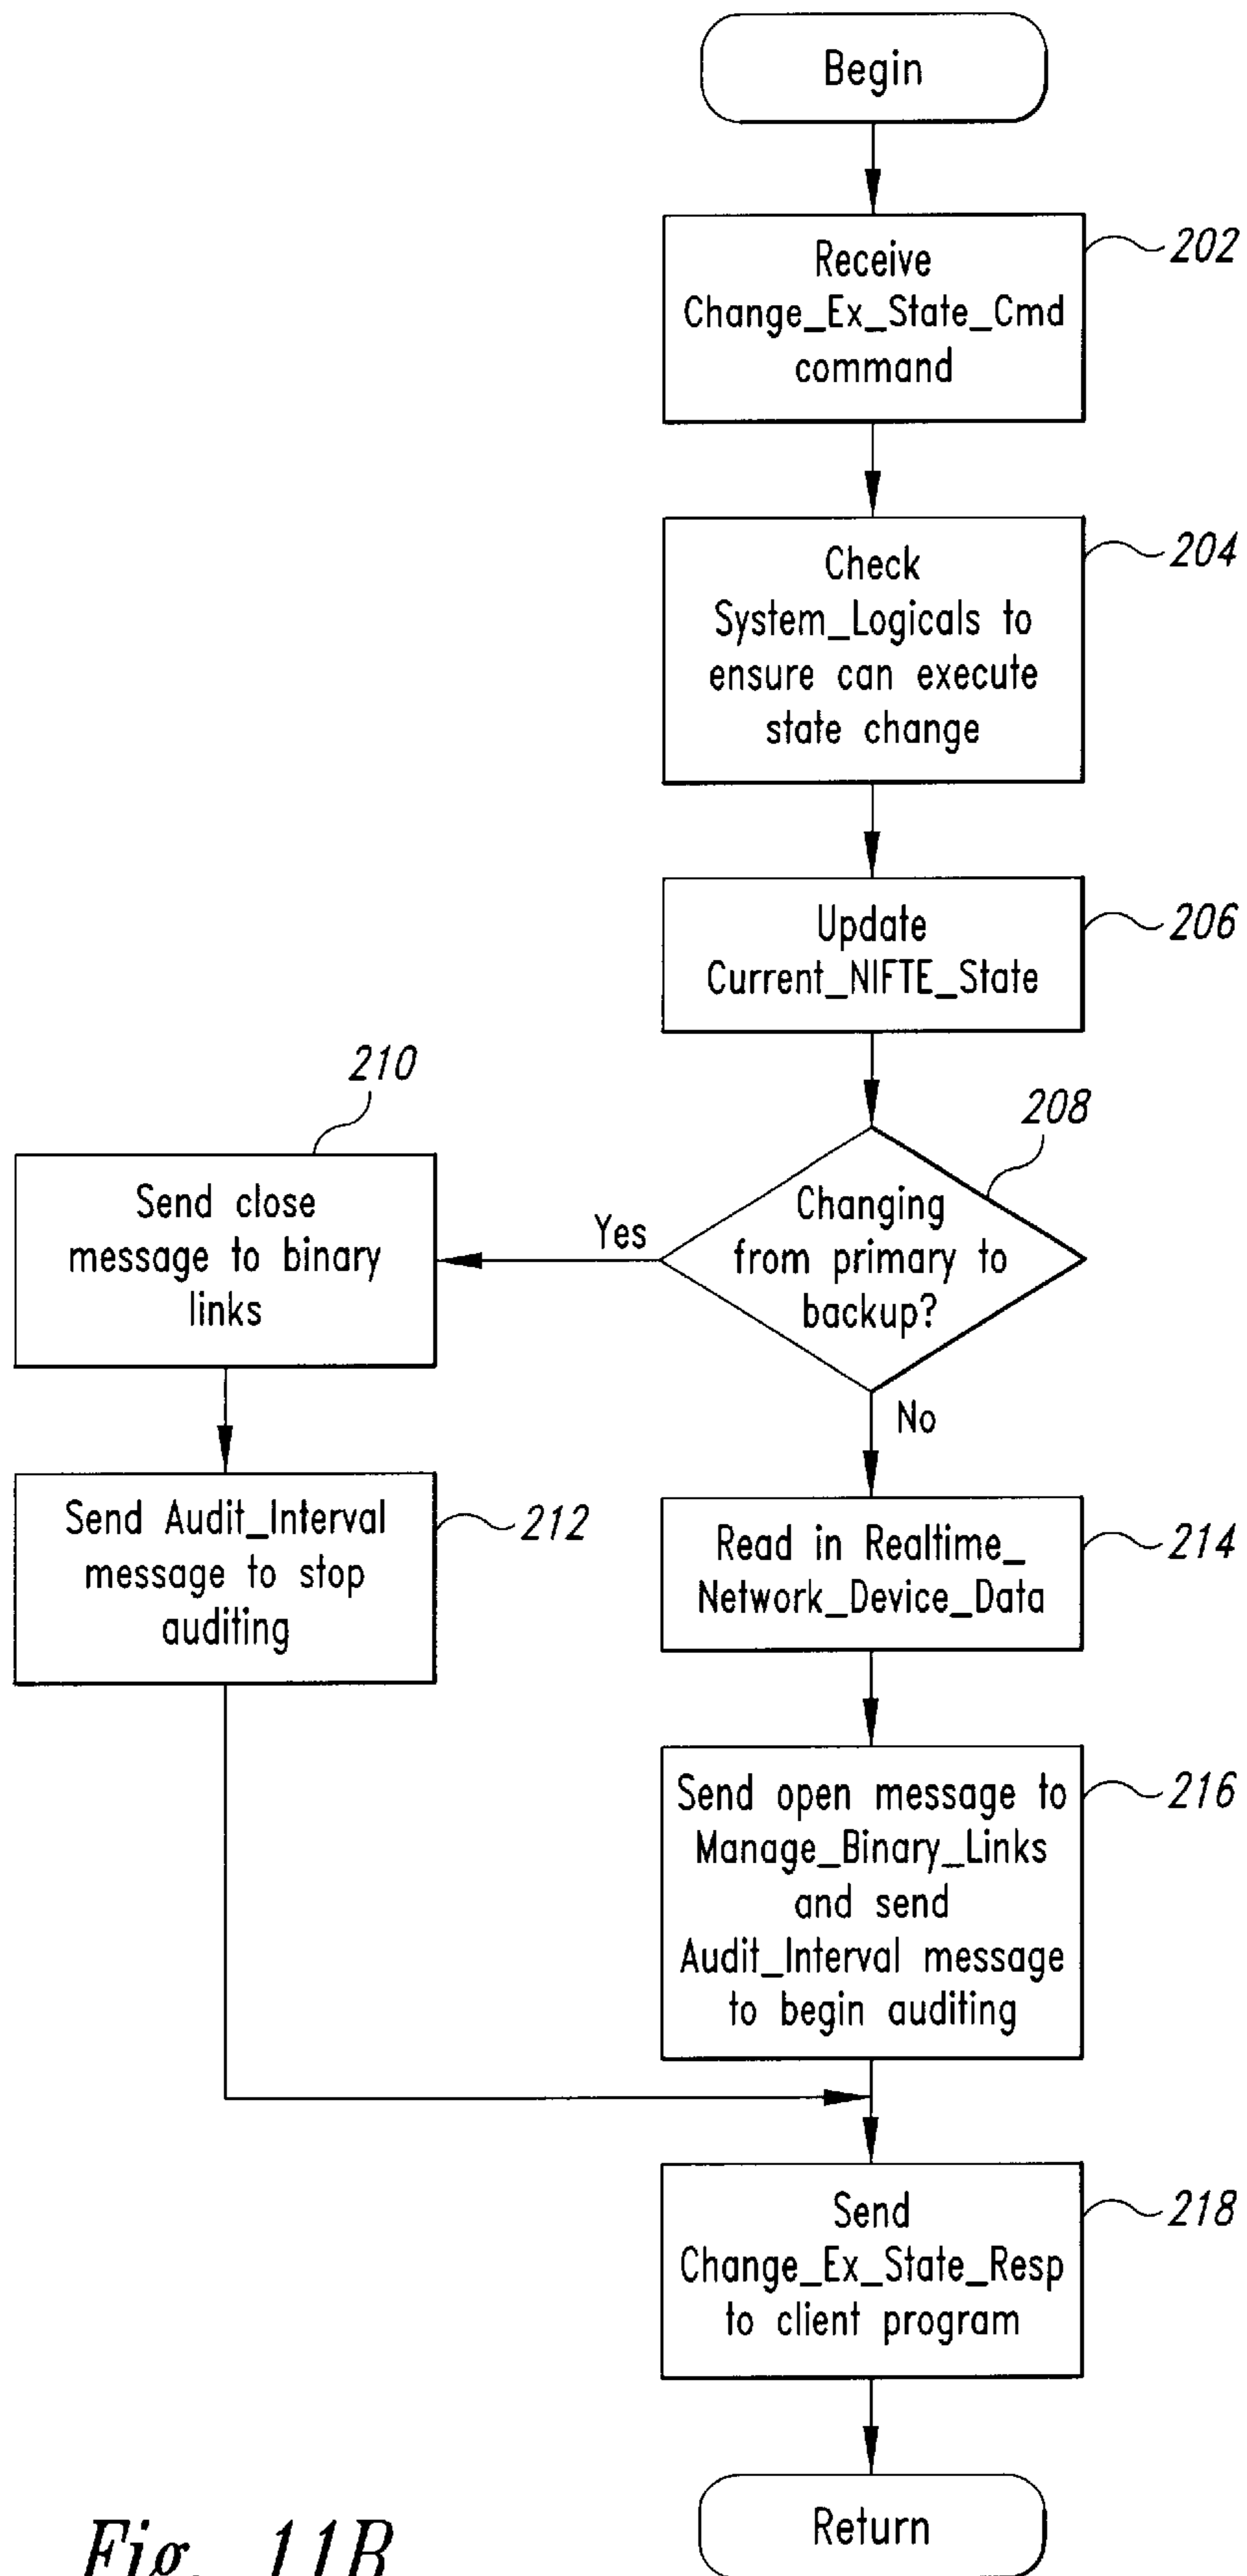 Begin
Receive
Change_Ex_State_Cmd
command
202
Check
System_Logicals to
ensure can execute
state change
204
Update
Current_NIFTE_State
206
Changing
from primary to
backup?
208
Yes
210
Send close
message to binary
links
Send Audit_Interval
message to stop
auditing
212
No
Read in Realtime_
Network_Device_Data
214
Send open message to
Manage_Binary_Links
and send
Audit_Interval message
to begin auditing
216
Send
Change_Ex_State_Resp
to client program
218
Return
Fig. 11B